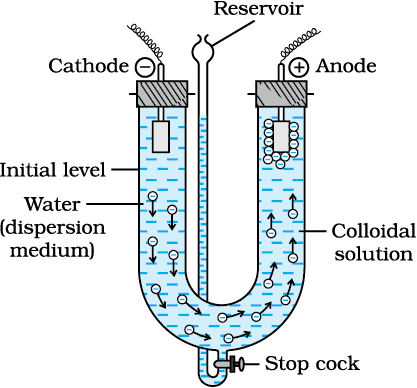 Reservoir
Cathode −
+ Anode
Initial level
Water
(dispersion
medium)
Colloidal
solution
Stop cock